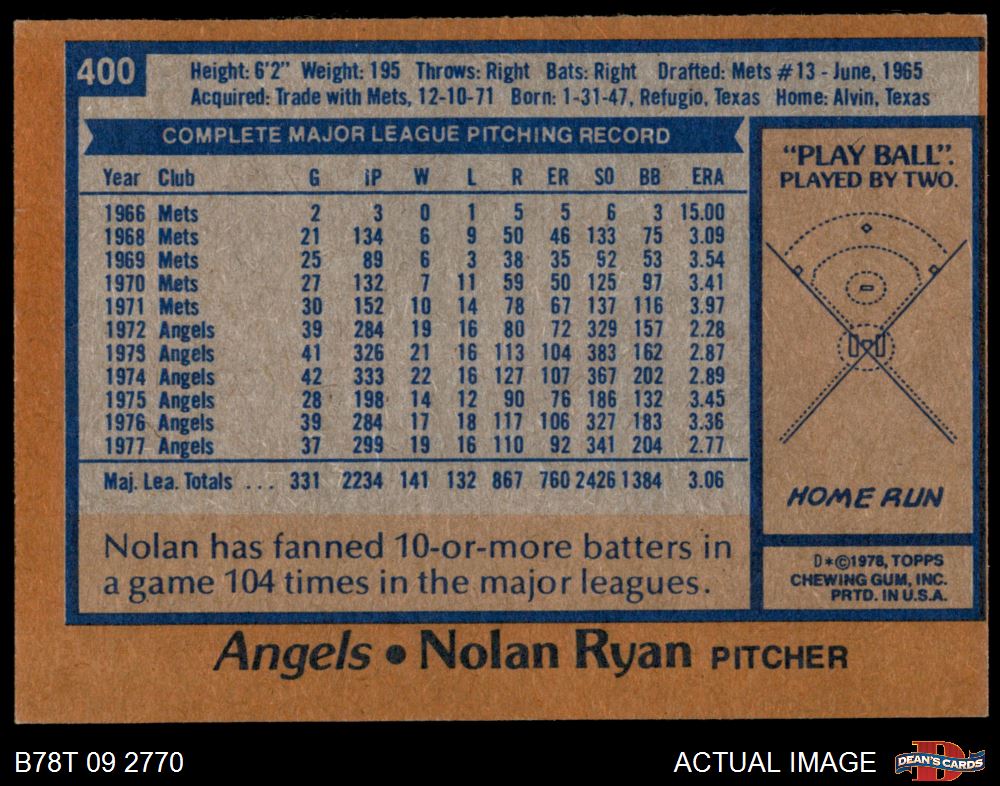 400
Height: 6'2" Weight: 195 Throws: Right Bats: Right Drafted: Mets #13 - June, 1965
Acquired: Trade with Mets, 12-10-71 Born: 1-31-47, Refugio, Texas Home: Alvin, Texas
COMPLETE MAJOR LEAGUE PITCHING RECORD
Year Club G IP W L R ER SO BB ERA
1966 Mets 2 3 0 1 5 5 6 3 15.00
1968 Mets 21 134 6 9 50 46 133 75 3.09
1969 Mets 25 89 6 3 38 35 92 53 3.54
1970 Mets 27 132 7 11 59 50 125 97 3.41
1971 Mets 30 152 10 14 78 67 137 116 3.97
1972 Angels 39 284 19 16 80 72 329 157 2.28
1973 Angels 41 326 21 16 113 104 383 162 2.87
1974 Angels 42 333 22 16 127 107 367 202 2.89
1975 Angels 28 198 14 12 90 76 186 132 3.45
1976 Angels 39 284 17 18 117 106 327 183 3.36
1977 Angels 37 299 19 16 110 92 341 204 2.77
Maj. Lea. Totals ... 331 2234 141 132 867 760 2426 1384 3.06
Nolan has fanned 10-or-more batters in
a game 104 times in the major leagues.
"PLAY BALL".
PLAYED BY TWO.
HOME RUN
D*©1978, TOPPS
CHEWING GUM, INC.
PRTD. IN U.S.A.
Angels • Nolan Ryan PITCHER
B78T 09 2770
ACTUAL IMAGE
D
DEAN'S CARDS